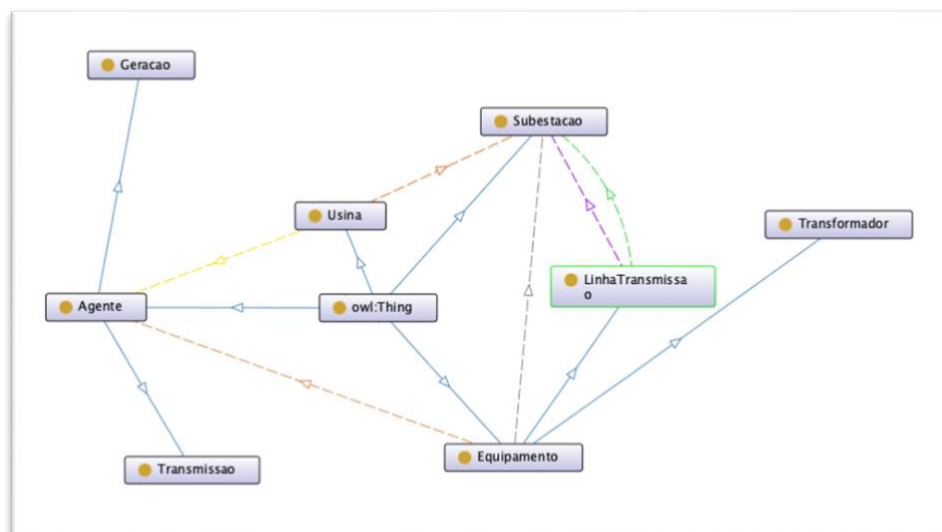 Geracao
Subestacao
Usina
Transformador
LinhaTransmissa
o
Agente
owl:Thing
Equipamento
Transmissao